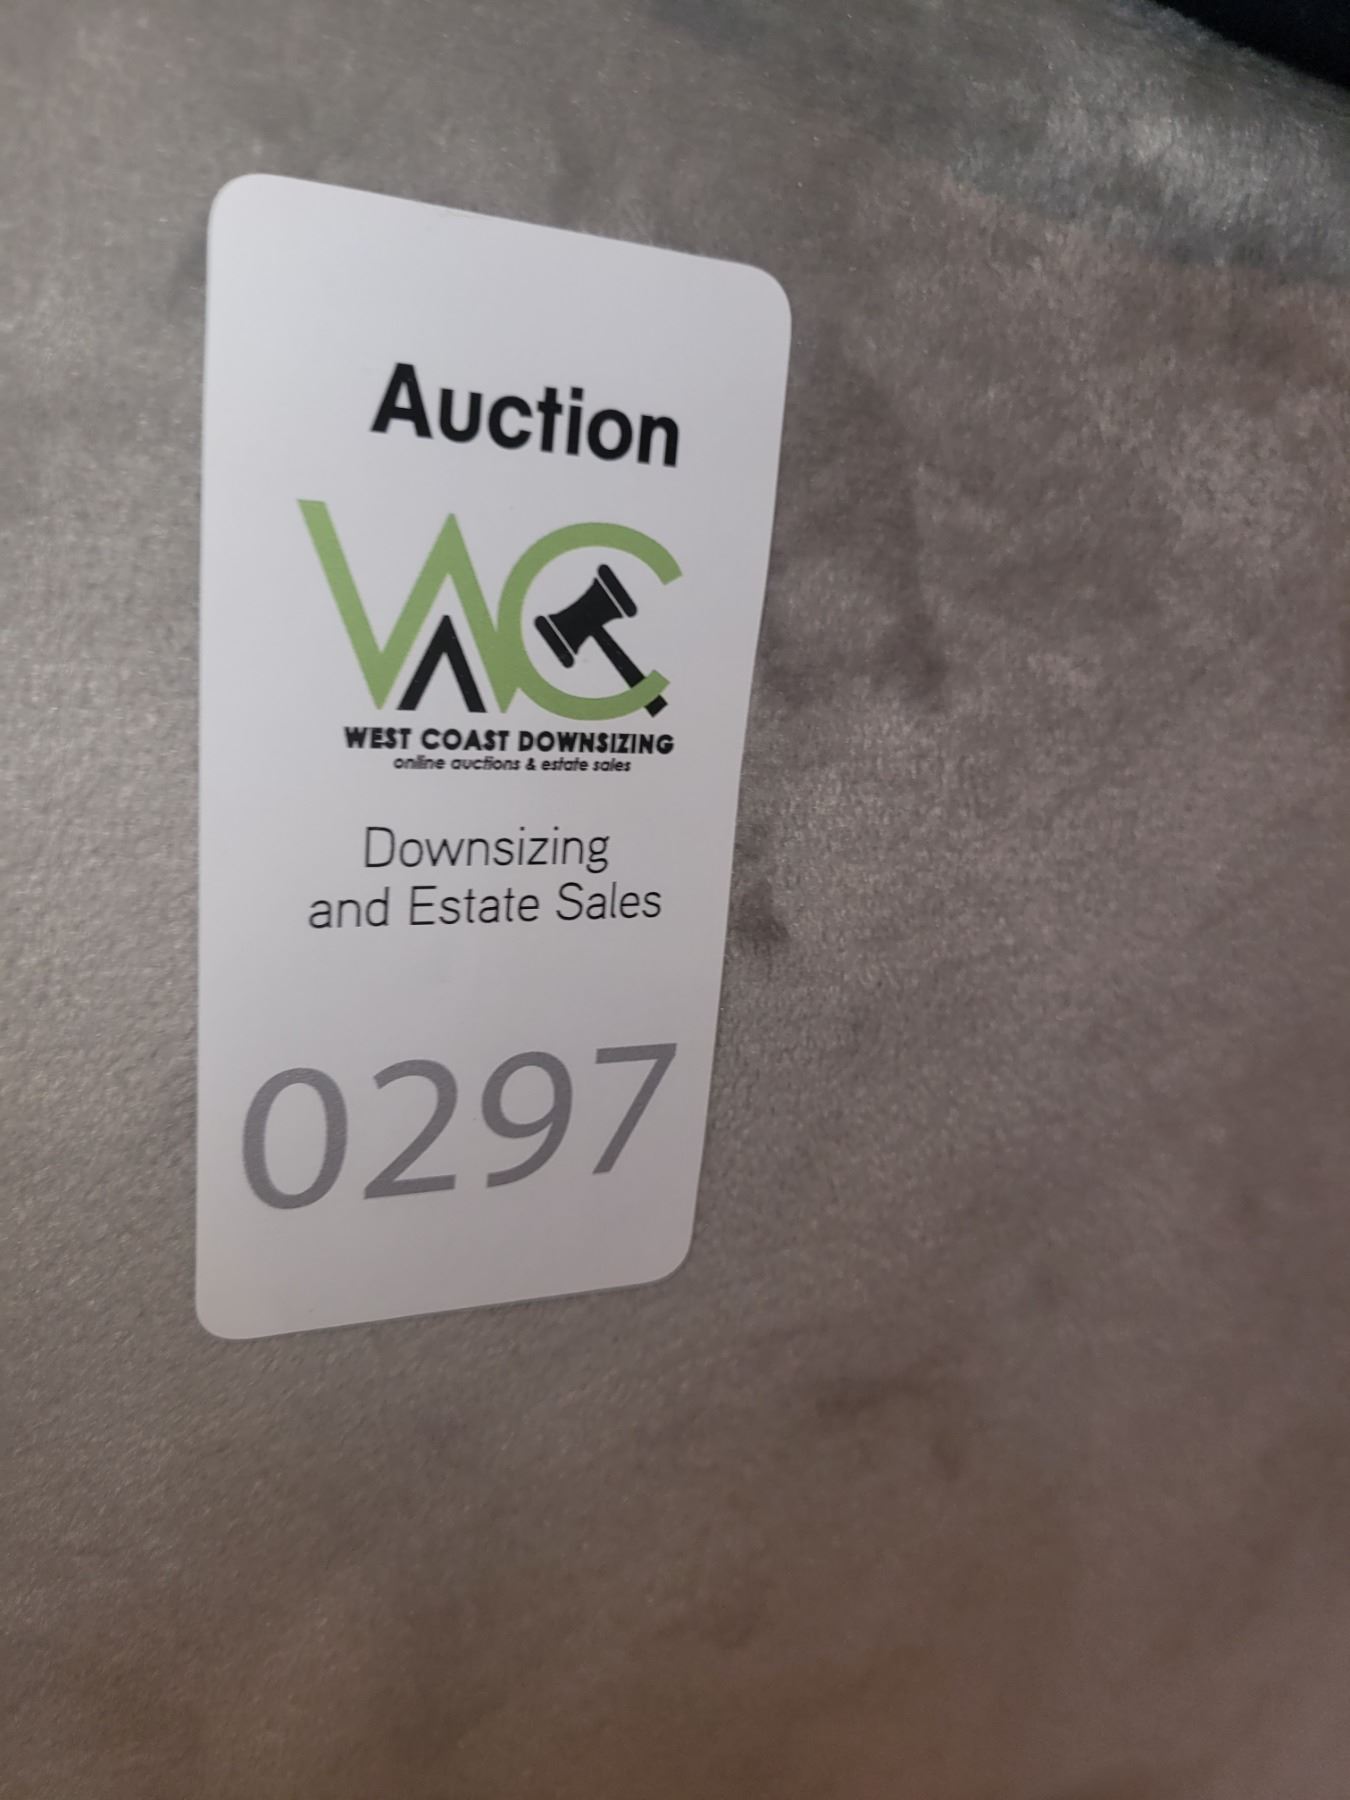 Auction
WC
WEST COAST DOWNSIZING
online auctions & estate sales
Downsizing
and Estate Sales
0297